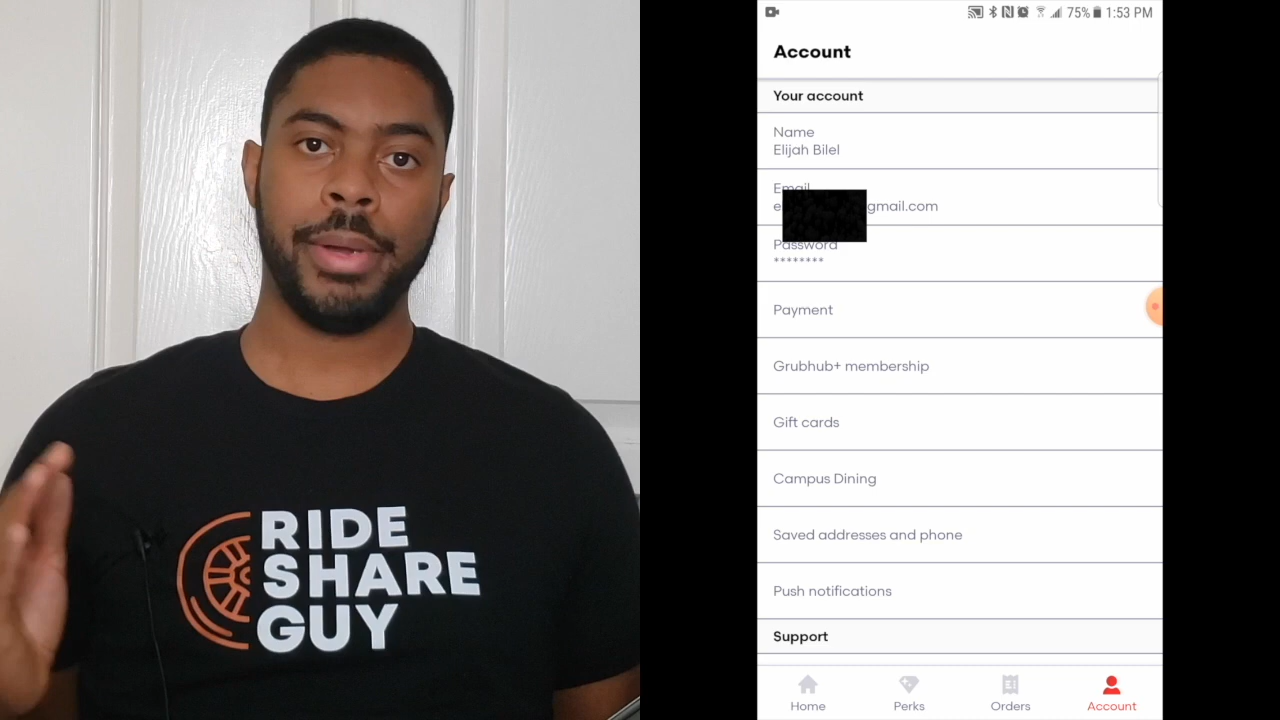 RIDE
SHARE
GUY
75% 1:53 PM
Account
Your account
Name
Elijah Bilel
Email
e gmail.com
Password
********
Payment
Grubhub+ membership
Gift cards
Campus Dining
Saved addresses and phone
Push notifications
Support
Home Perks Orders Account